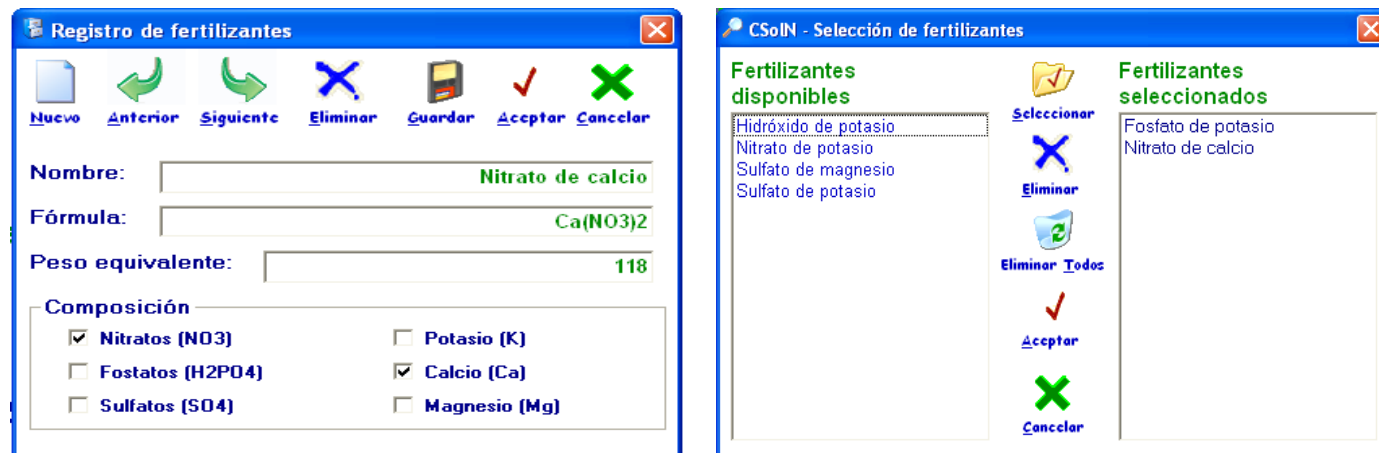 Registro de fertilizantes
Nuevo Anterior Siguiente Eliminar Guardar Aceptar Cancelar
Nombre: Nitrato de calcio
Fórmula: Ca(NO3)2
Peso equivalente: 118
Composición
Nitratos (NO3) Potasio (K)
Fostatos (H2PO4) Calcio (Ca)
Sulfatos (SO4) Magnesio (Mg)
CSolN - Selección de fertilizantes
Fertilizantes
disponibles
Hidróxido de potasio
Nitrato de potasio
Sulfato de magnesio
Sulfato de potasio
Seleccionar
Eliminar
Eliminar Todos
Aceptar
Cancelar
Fertilizantes
seleccionados
Fosfato de potasio
Nitrato de calcio